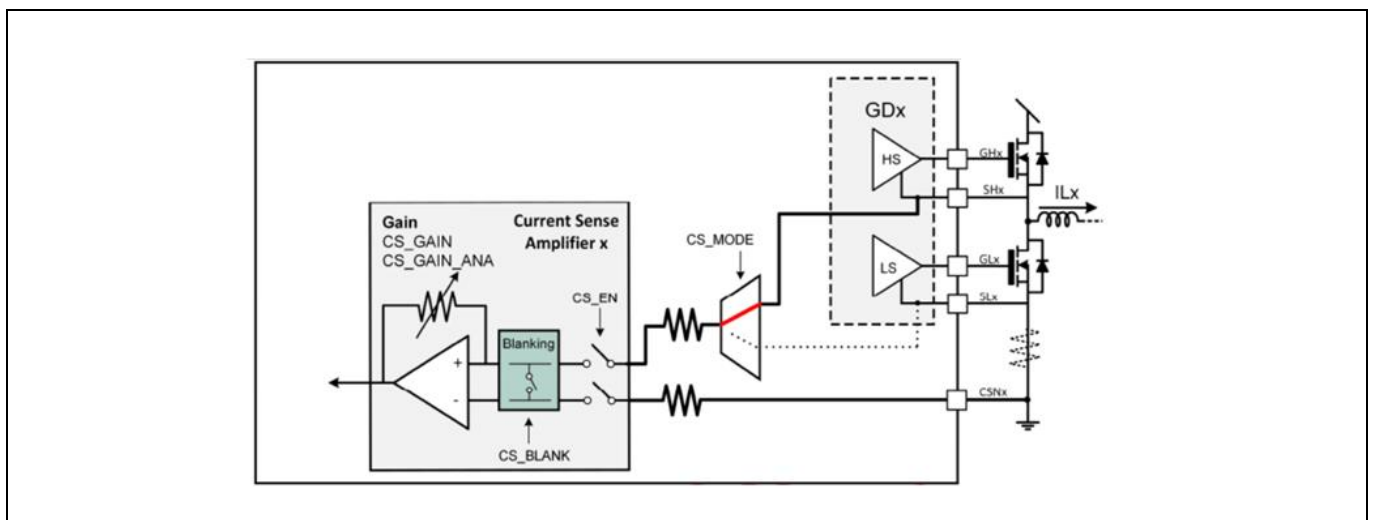 GDx
HS
GHx
SHx
ILx
Gain
CS_GAIN
CS_GAIN_ANA
Current Sense
Amplifier x
CS_MODE
LS
GLx
SLx
CS_EN
Blanking
+
-
CS_BLANK
CSNx